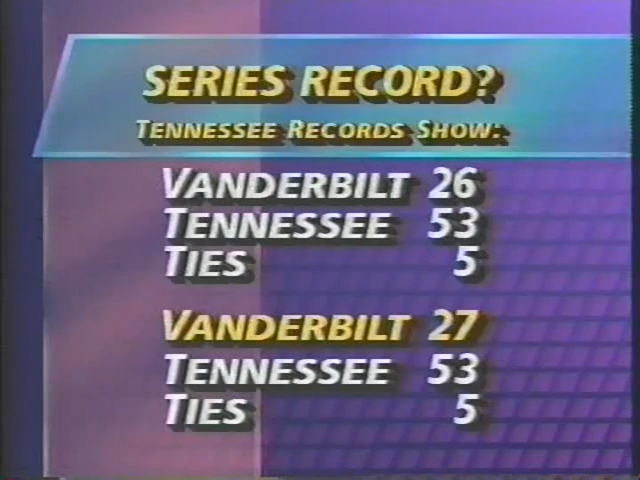 SERIES RECORD?
TENNESSEE RECORDS SHOW:
VANDERBILT 26
TENNESSEE 53
TIES 5
VANDERBILT 27
TENNESSEE 53
TIES 5